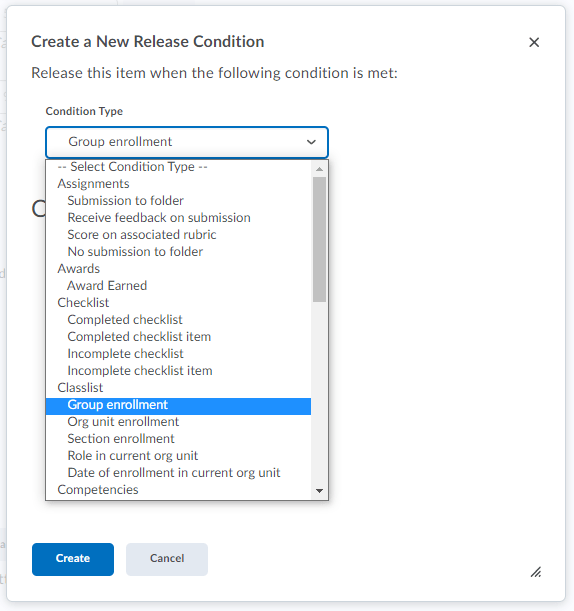 Create a New Release Condition
Release this item when the following condition is met:
Condition Type
Group enrollment
-- Select Condition Type --
Assignments
Submission to folder
Receive feedback on submission
Score on associated rubric
No submission to folder
Awards
Award Earned
Checklist
Completed checklist
Completed checklist item
Incomplete checklist
Incomplete checklist item
Classlist
Group enrollment
Org unit enrollment
Section enrollment
Role in current org unit
Date of enrollment in current org unit
Competencies
Create
Cancel